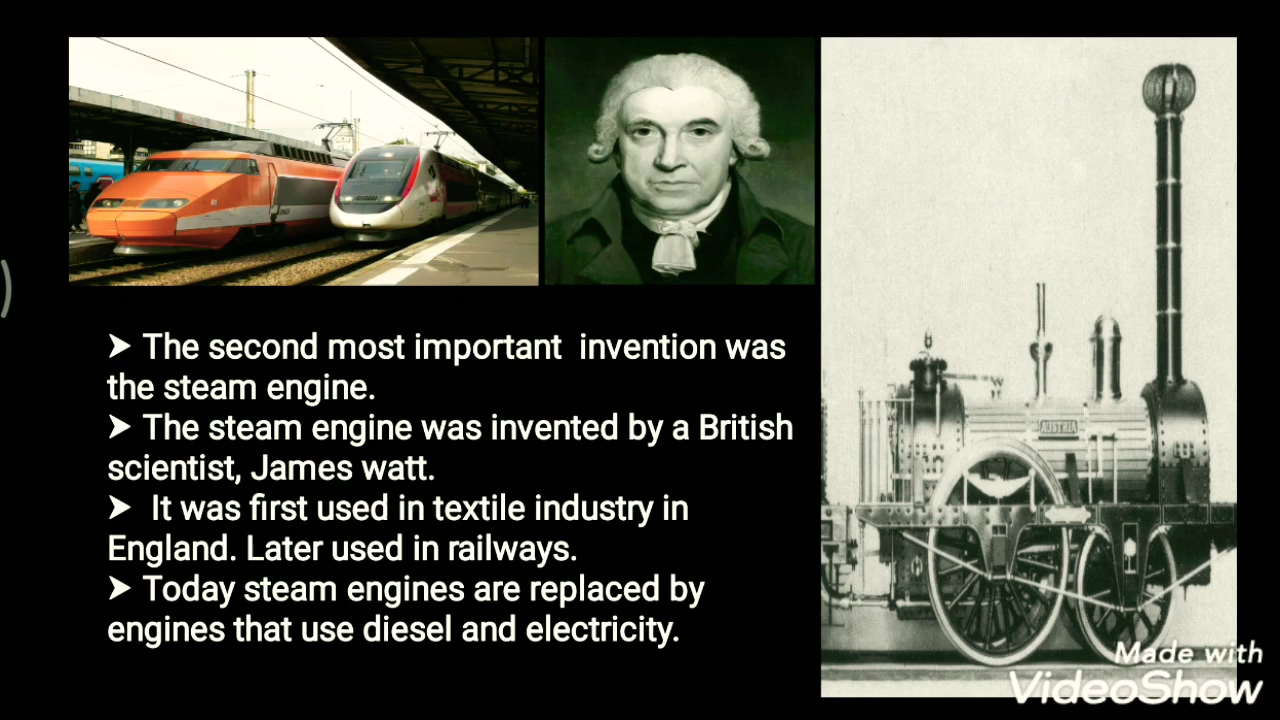 ➤ The second most important  invention was
the steam engine.
➤ The steam engine was invented by a British
scientist, James watt.
➤  It was first used in textile industry in
England. Later used in railways.
➤ Today steam engines are replaced by
engines that use diesel and electricity.
AUSTRIA
Made with
VideoShow